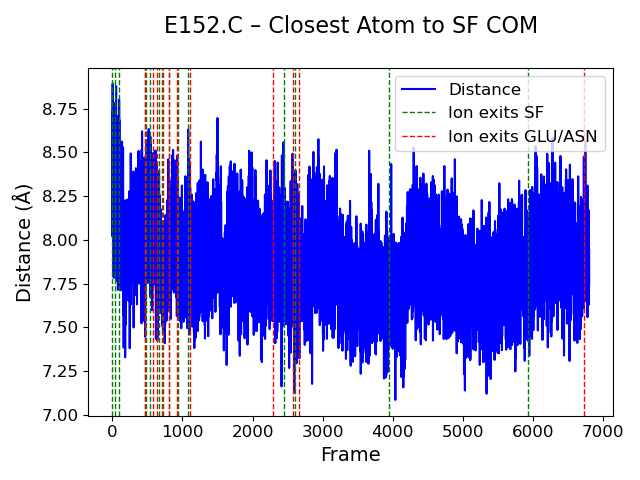 E152.C – Closest Atom to SF COM
Distance
Ion exits SF
Ion exits GLU/ASN
Distance (Å)
8.75
8.50
8.25
8.00
7.75
7.50
7.25
7.00
0 1000 2000 3000 4000 5000 6000 7000
Frame